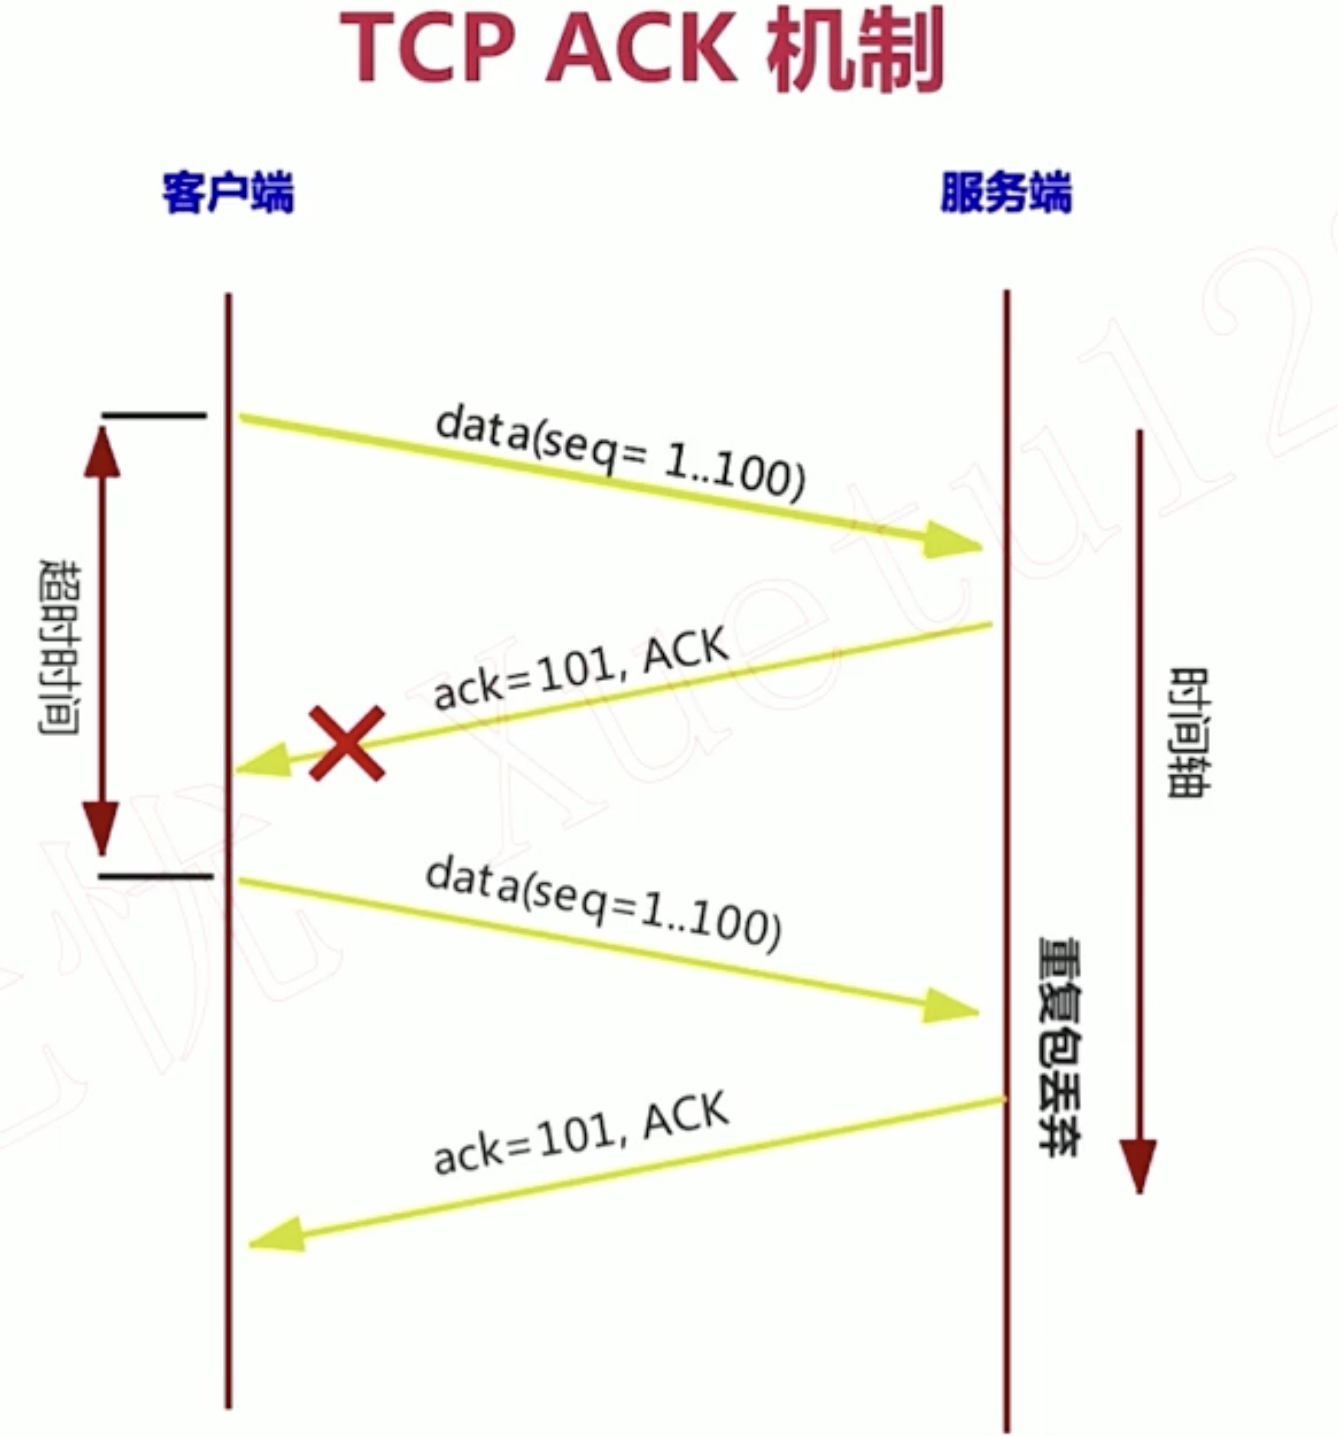 TCP ACK 机制
客户端
服务端
data(seq= 1..100)
超时时间
ack=101, ACK
时间轴
data(seq=1..100)
重复包丢弃
ack=101, ACK